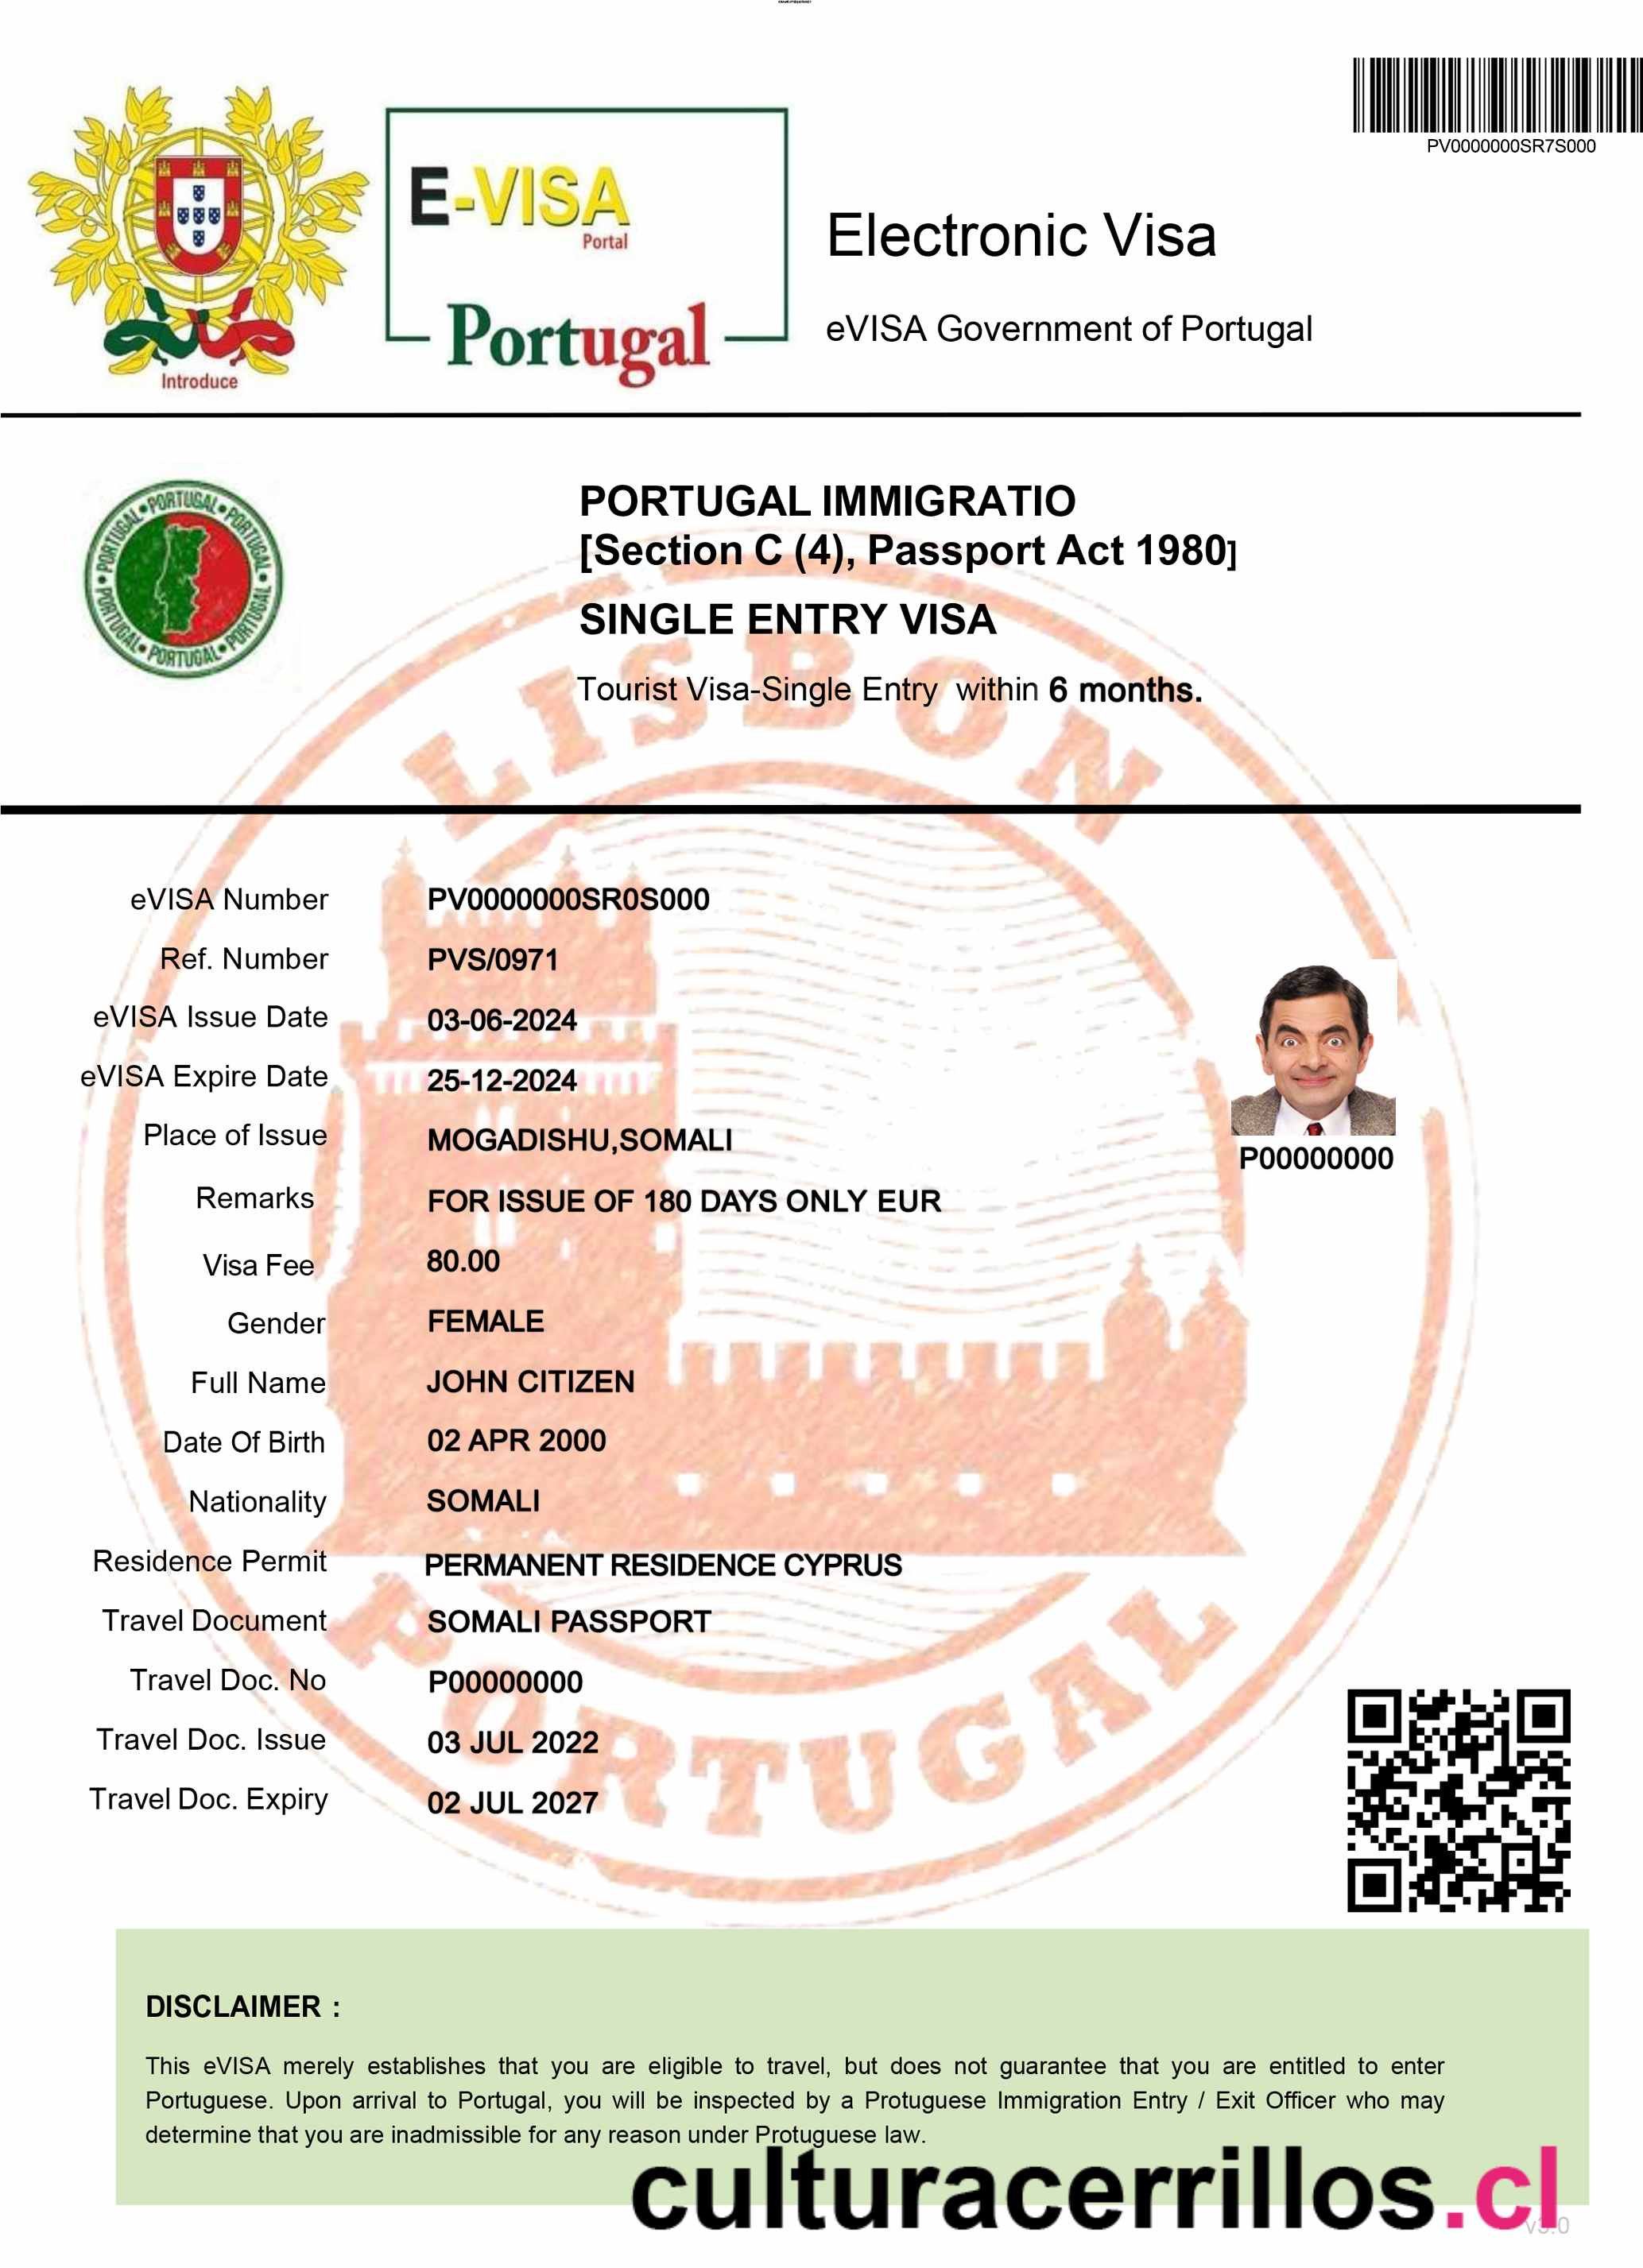 PV0000000SR7S000
E-VISA
Portal
Portugal
Introduce
Electronic Visa
eVISA Government of Portugal
PORTUGAL • PORTUGAL • PORTUGAL • PORTUGAL • PORTUGAL • PORTUGAL •
PORTUGAL IMMIGRATIO
[Section C (4), Passport Act 1980]
SINGLE ENTRY VISA
Tourist Visa-Single Entry within 6 months.
LISBON
eVISA Number PV0000000SR0S000
Ref. Number PVS/0971
eVISA Issue Date 03-06-2024
eVISA Expire Date 25-12-2024
Place of Issue MOGADISHU,SOMALI
Remarks FOR ISSUE OF 180 DAYS ONLY EUR
Visa Fee 80.00
Gender FEMALE
Full Name JOHN CITIZEN
Date Of Birth 02 APR 2000
Nationality SOMALI
Residence Permit PERMANENT RESIDENCE CYPRUS
Travel Document SOMALI PASSPORT
Travel Doc. No P00000000
Travel Doc. Issue 03 JUL 2022
Travel Doc. Expiry 02 JUL 2027
P00000000
PORTUGAL
DISCLAIMER :
This eVISA merely establishes that you are eligible to travel, but does not guarantee that you are entitled to enter
Portuguese. Upon arrival to Portugal, you will be inspected by a Protuguese Immigration Entry / Exit Officer who may
determine that you are inadmissible for any reason under Protuguese law.
culturacerrillos.cl
v3.0